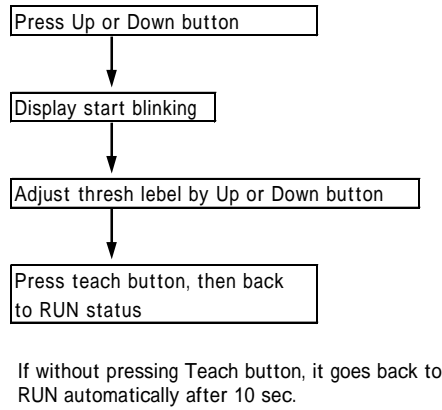 Press Up or Down button
Display start blinking
Adjust thresh lebel by Up or Down button
Press teach button, then back
to RUN status
If without pressing Teach button, it goes back to
RUN automatically after 10 sec.